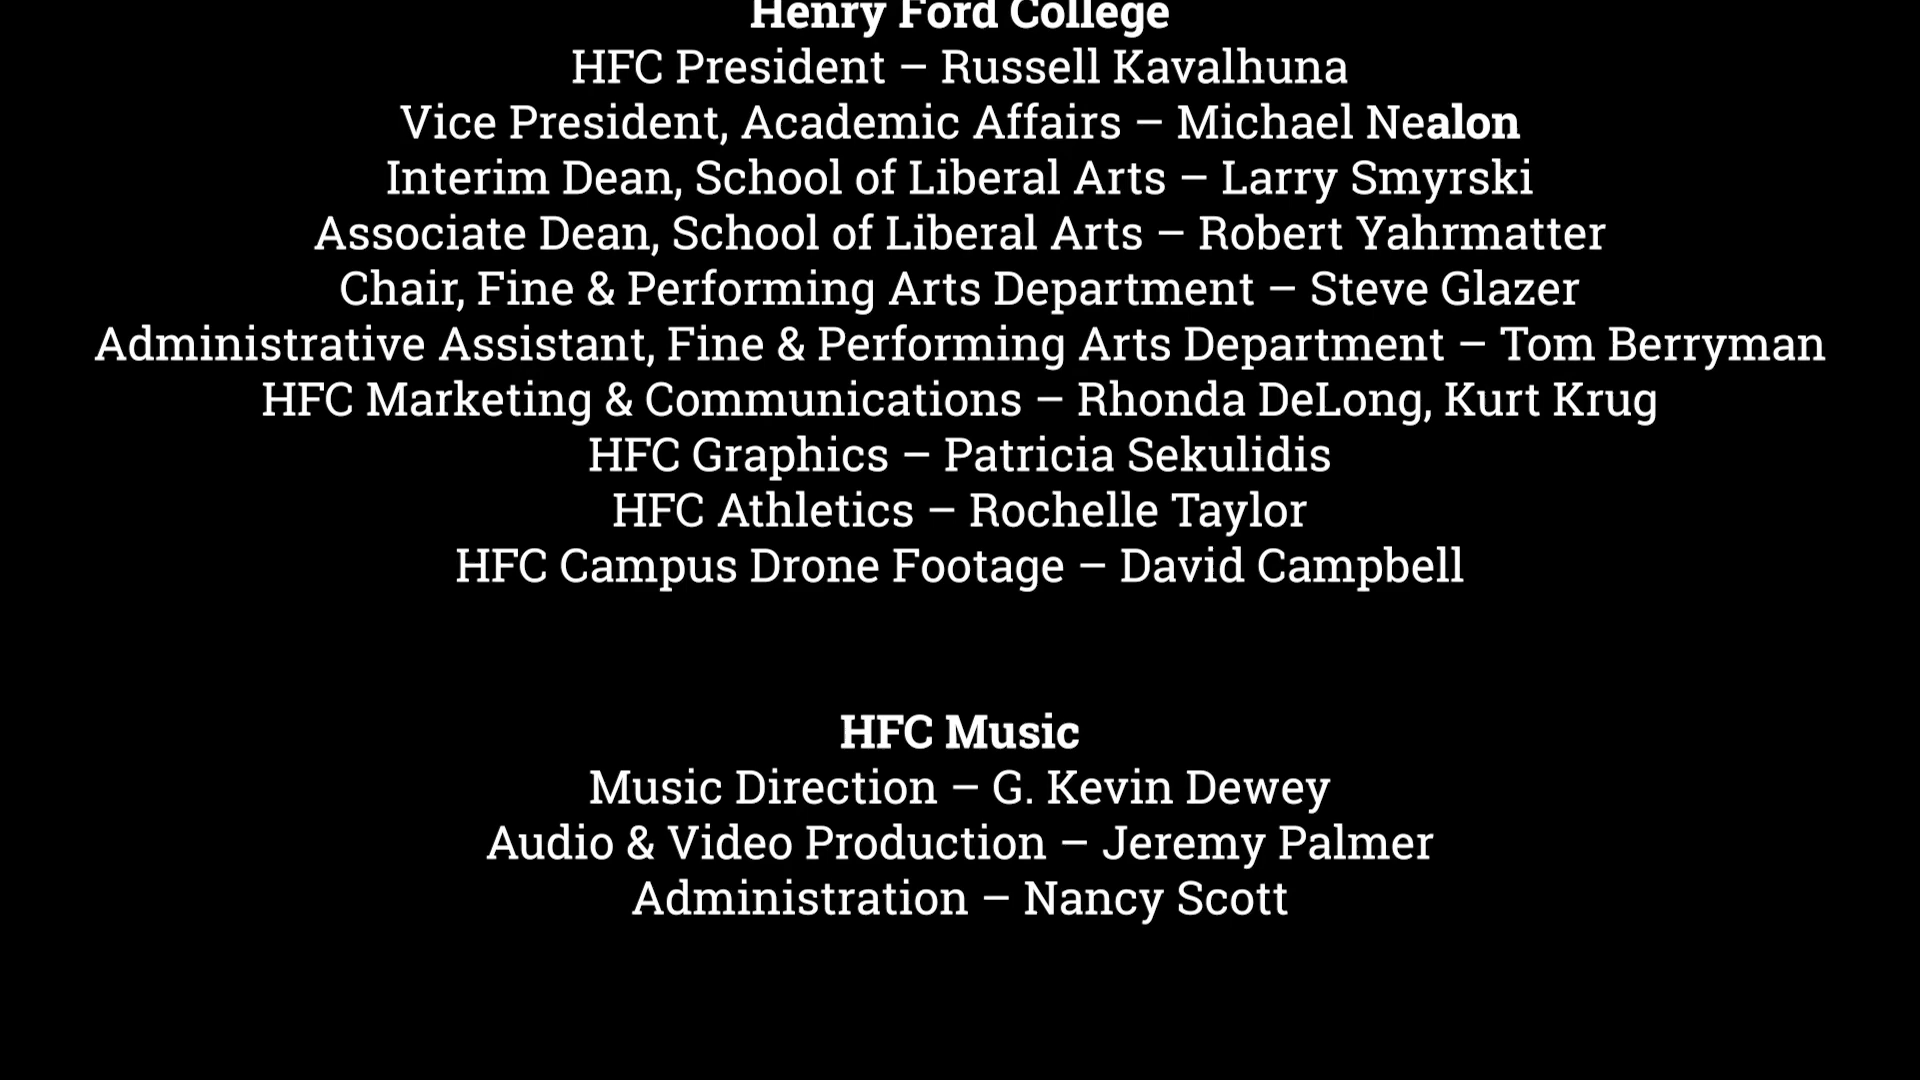 Henry Ford College
HFC President – Russell Kavalhuna
Vice President, Academic Affairs – Michael Nealon
Interim Dean, School of Liberal Arts – Larry Smyrski
Associate Dean, School of Liberal Arts – Robert Yahrmatter
Chair, Fine & Performing Arts Department – Steve Glazer
Administrative Assistant, Fine & Performing Arts Department – Tom Berryman
HFC Marketing & Communications – Rhonda DeLong, Kurt Krug
HFC Graphics – Patricia Sekulidis
HFC Athletics – Rochelle Taylor
HFC Campus Drone Footage – David Campbell
HFC Music
Music Direction – G. Kevin Dewey
Audio & Video Production – Jeremy Palmer
Administration – Nancy Scott